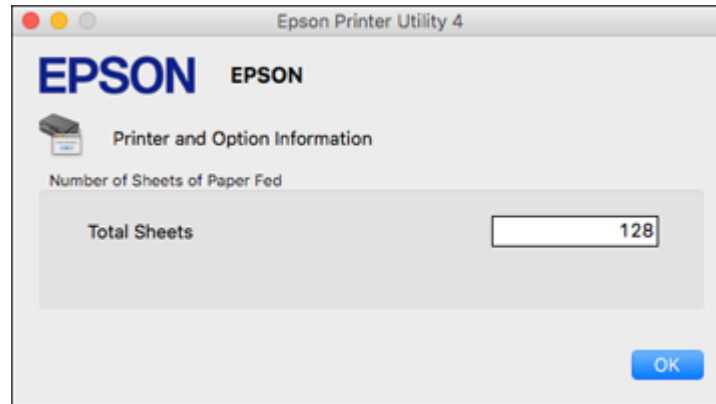 Epson Printer Utility 4
EPSON EPSON
Printer and Option Information
Number of Sheets of Paper Fed
Total Sheets 128
OK